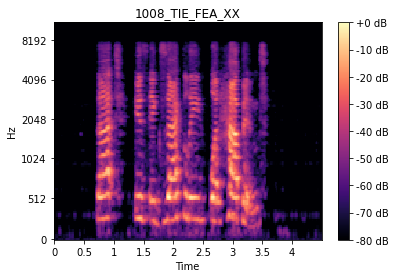 1008_TIE_FEA_XX
+0 dB
8192
-10 dB
4096
-20 dB
-30 dB
2048
Hz
-40 dB
1024
-50 dB
512
-60 dB
-70 dB
0
-80 dB
0 0.5 1 1.5 2 2.5 3 3.5 4
Time